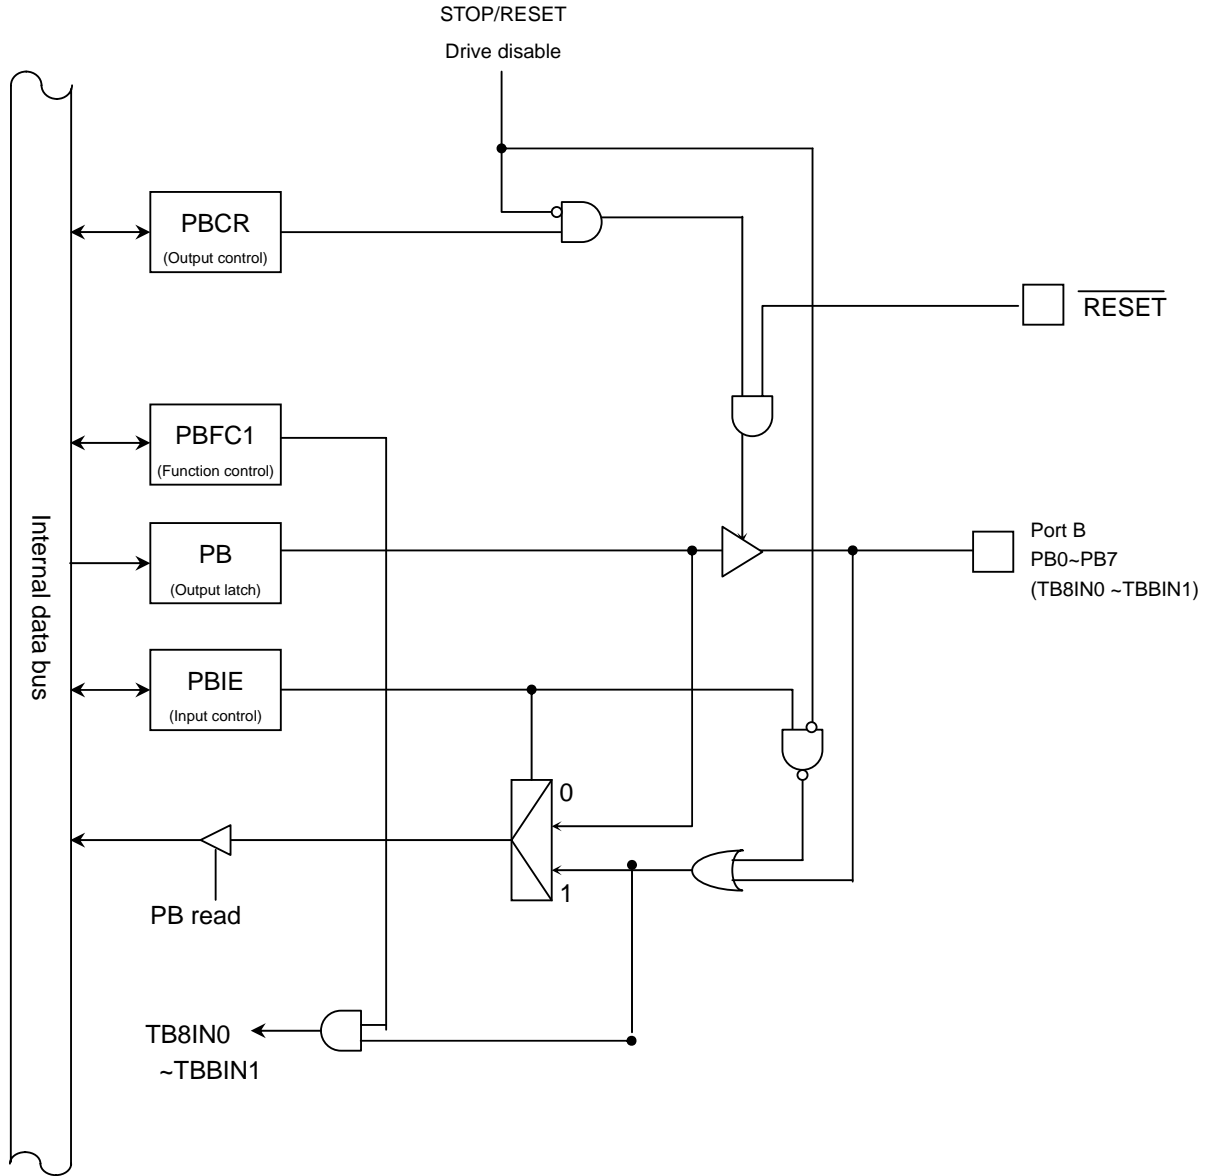 STOP/RESET
Drive disable
PBCR
(Output control)
RESET
PBFC1
(Function control)
Internal data bus
PB
(Output latch)
Port B
PB0~PB7
(TB8IN0 ~TBBIN1)
PBIE
(Input control)
0
1
PB read
TB8IN0
~TBBIN1